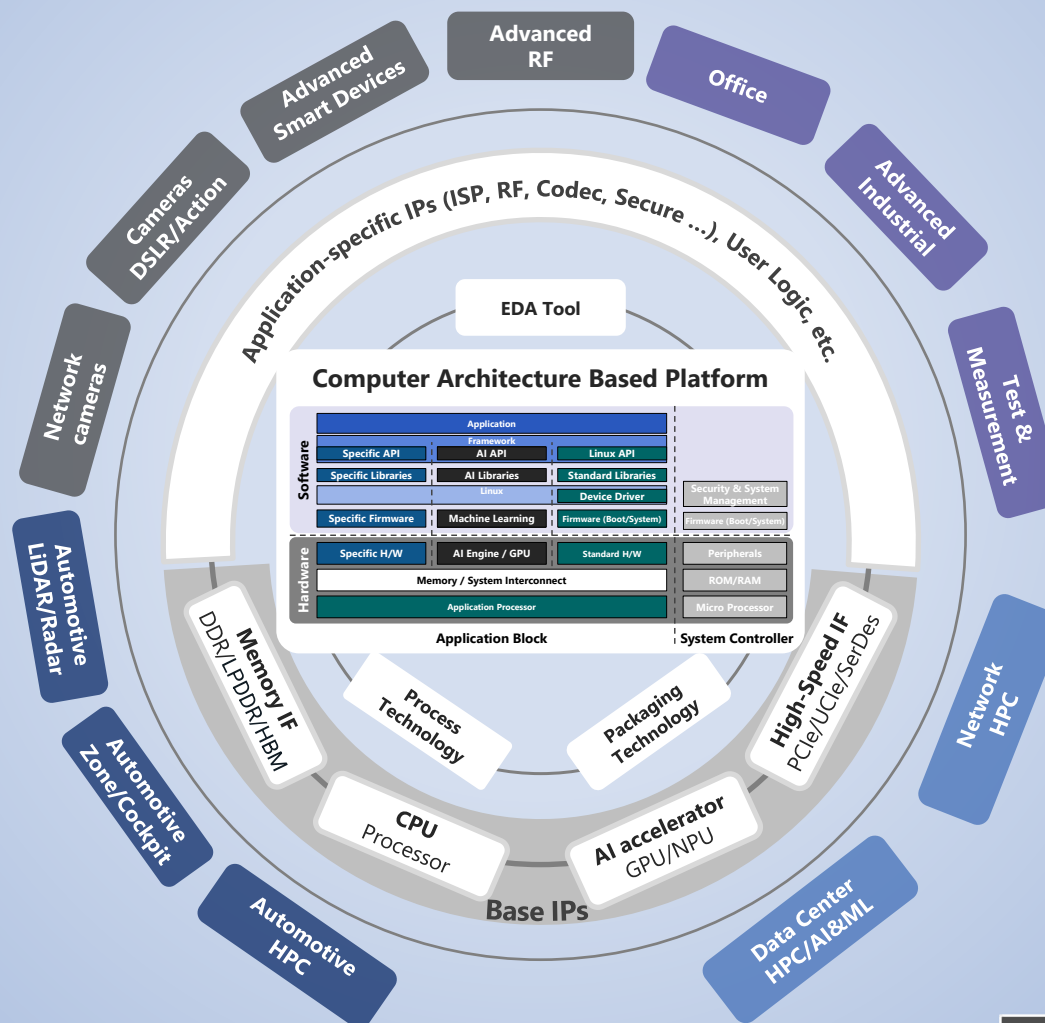 Advanced
RF
Advanced
Smart Devices
Office
Cameras
DSLR/Action
Advanced
Industrial
Network
cameras
Test &
Measurement
Application-specific IPs (ISP, RF, Codec, Secure ...), User Logic, etc.
EDA Tool
Computer Architecture Based Platform
Software
Application
Framework
Specific API
AI API
Linux API
Specific Libraries
AI Libraries
Standard Libraries
Linux
Device Driver
Security & System
Management
Specific Firmware
Machine Learning
Firmware (Boot/System)
Firmware (Boot/System)
Hardware
Specific H/W
AI Engine / GPU
Standard H/W
Peripherals
Memory / System Interconnect
ROM/RAM
Application Processor
Micro Processor
Application Block
System Controller
Automotive
LiDAR/Radar
Memory IF
DDR/LPDDR/HBM
Process
Technology
Packaging
Technology
High-Speed IF
PCIe/UCIe/SerDes
Network
HPC
Automotive
Zone/Cockpit
CPU
Processor
AI accelerator
GPU/NPU
Base IPs
Automotive
HPC
Data Center
HPC/AI&ML